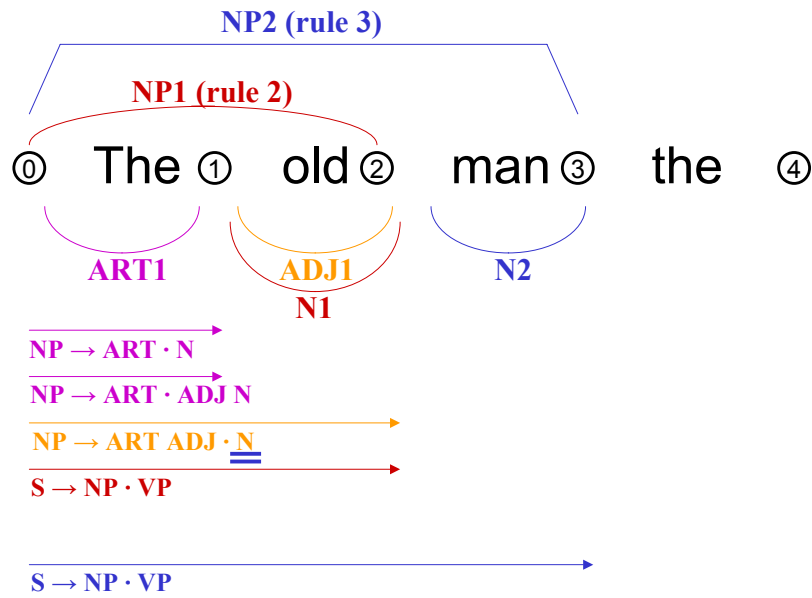 NP2 (rule 3)
NP1 (rule 2)
0 The 1 old 2 man 3 the 4
ART1 ADJ1 N2
N1
NP → ART · N
NP → ART · ADJ N
NP → ART ADJ · N
S → NP · VP
S → NP · VP